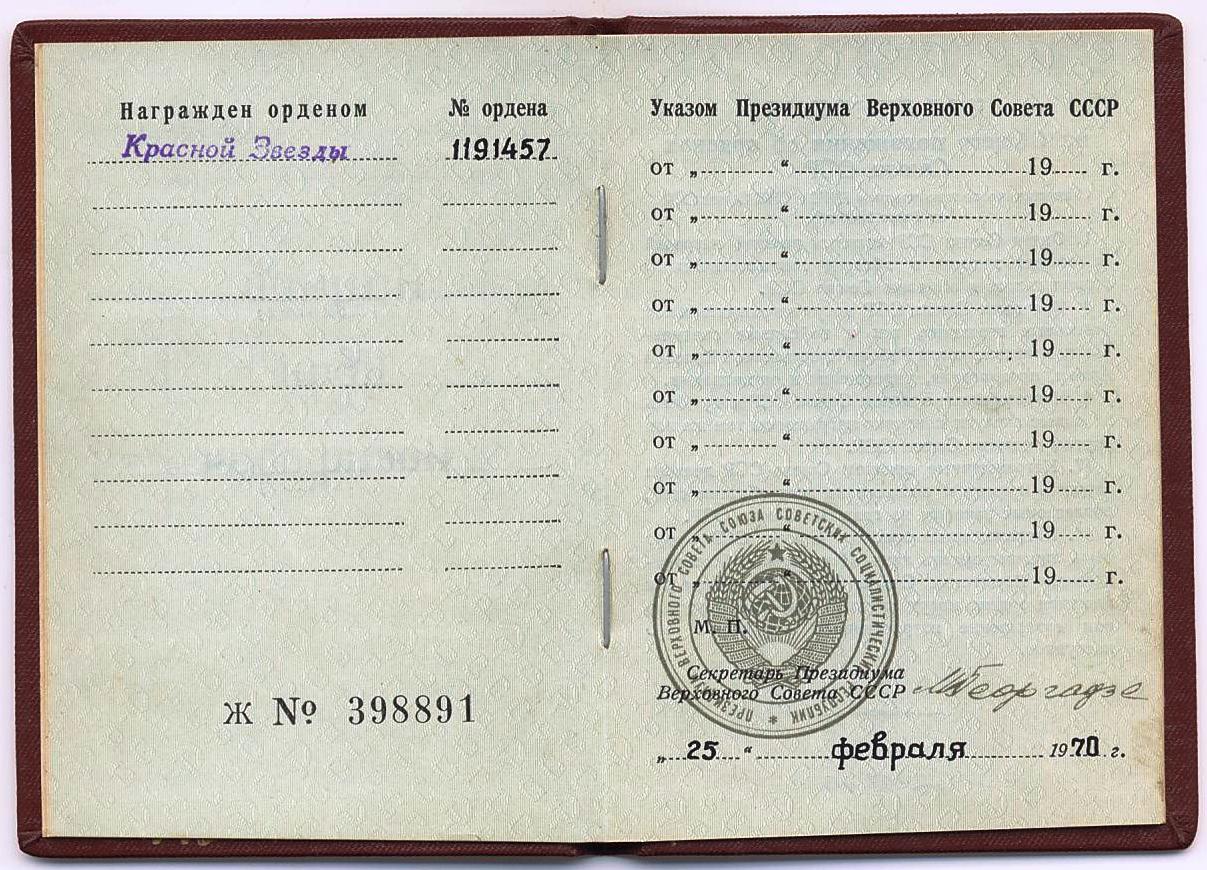 Награжден орденом
№ ордена
Красной Звезды
1191457
Ж № 398891
Указом Президиума Верховного Совета СССР
от „ “ 19 г.
от „ “ 19 г.
от „ “ 19 г.
от „ “ 19 г.
от „ “ 19 г.
от „ “ 19 г.
от „ “ 19 г.
от „ “ 19 г.
от „ “ 19 г.
от „ “ 19 г.
ПРЕЗИДИУМ ВЕРХОВНОГО СОВЕТА СОЮЗА СОВЕТСКИХ СОЦИАЛИСТИЧЕСКИХ РЕСПУБЛИК
М. П.
Секретарь Президиума
Верховного Совета СССР
М Георгадзе
„ 25 “ февраля 1970 г.